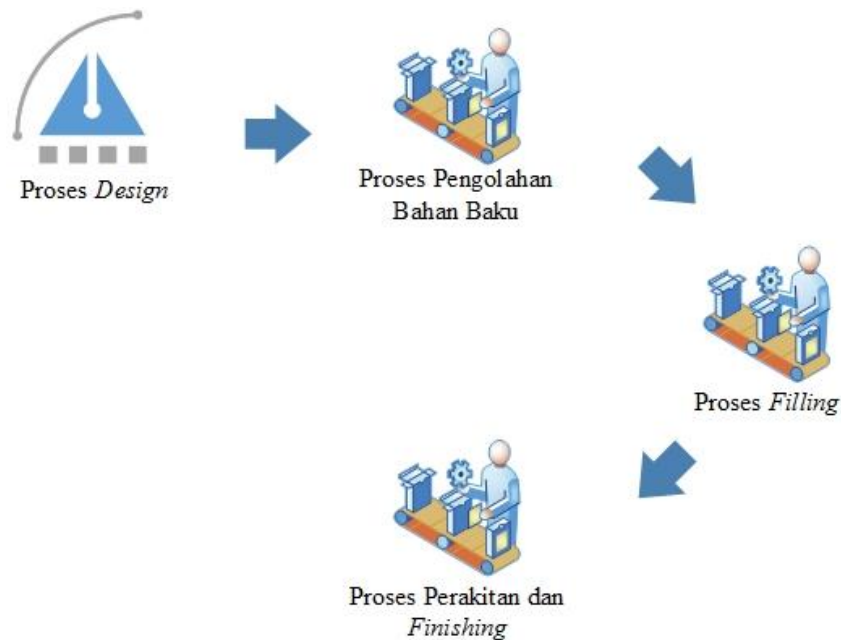 Proses Design
Proses Pengolahan
Bahan Baku
Proses Filling
Proses Perakitan dan
Finishing